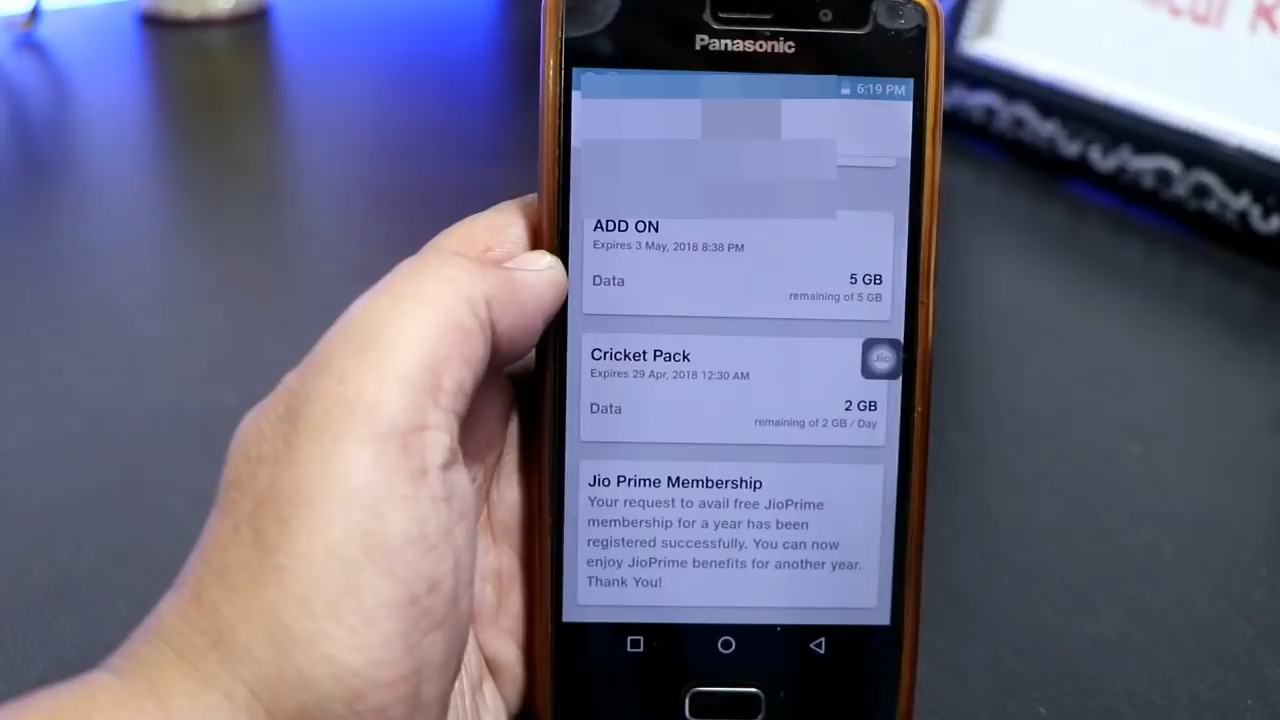 Panasonic
6:19 PM
ADD ON
Expires 3 May, 2018 8:38 PM
Data
5 GB
remaining of 5 GB
Cricket Pack
Expires 29 Apr, 2018 12:30 AM
Jio
Data
2 GB
remaining of 2 GB / Day
Jio Prime Membership
Your request to avail free JioPrime
membership for a year has been
registered successfully. You can now
enjoy JioPrime benefits for another year.
Thank You!